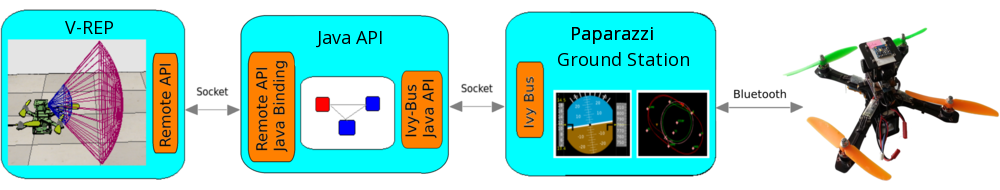 V-REP
Remote API
Socket
Java API
Remote API
Java Binding
Ivy-Bus
Java API
Socket
Paparazzi
Ground Station
Ivy Bus
Bluetooth